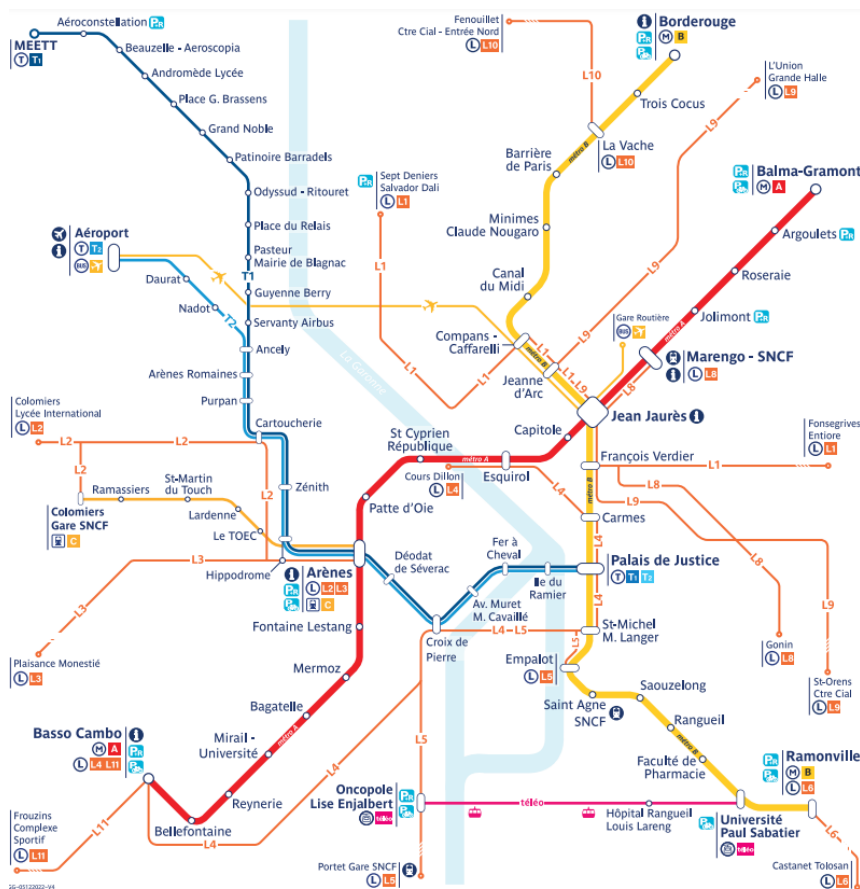 Aéroconstellation P+R
MEETT
T T1
Beauzelle - Aeroscopia
Andromède Lycée
Place G. Brassens
Grand Noble
Patinoire Barradels
Odyssud - Ritouret
Place du Relais
Pasteur
Mairie de Blagnac
T1
Guyenne Berry
Servanty Airbus
Ancely
Arènes Romaines
Purpan
Cartoucherie
Zénith
Aéroport
T T2
BUS
Daurat
Nadot
T2
Fenouillet
Ctre Cial - Entrée Nord
L L10
L10
Borderouge
P+R
M B
Trois Cocus
La Vache
L L10
métro B
Barrière
de Paris
Minimes
Claude Nougaro
Canal
du Midi
Compans -
Caffarelli
métro B
Jeanne
d'Arc
L'Union
Grande Halle
L L9
L9
L9
L9
P+R
Sept Deniers
Salvador Dali
L L1
L1
L1
L1
L1
L1-L9
La Garonne
Balma-Gramont
P+R
M A
Argoulets P+R
Roseraie
Jolimont P+R
métro A
Marengo - SNCF
L L8
Gare Routière
BUS
L8
Jean Jaurès
Capitole
St Cyprien
République
métro A
Cours Dillon
L L4
Esquirol
L4
Patte d'Oie
François Verdier
L1
Fonsegrives
Entiore
L L1
L8
L9
métro B
Carmes
L4
L4
Palais de Justice
T T1 T2
Colomiers
Lycée International
L L2
L2
L2
L2
L2
Ramassiers
St-Martin
du Touch
Lardenne
Le TOEC
Colomiers
Gare SNCF
C
L3
Hippodrome
Arènes
P+R
L L2 L3
C
Déodat
de Séverac
Fer à
Cheval
Ile du
Ramier
Av. Muret
M. Cavaillé
Croix de
Pierre
L4 L5
St-Michel
M. Langer
L5
Empalot
L L5
Saint Agne
SNCF
Saouzelong
Rangueil
métro B
Faculté de
Pharmacie
L8
Gonin
L L8
L9
St-Orens
Ctre Cial
L L9
L3
Plaisance Monestié
L L3
Fontaine Lestang
Mermoz
Bagatelle
métro A
Mirail -
Université
Reynerie
Bellefontaine
Basso Cambo
M A
L L4 L11
P+R
L4
L4
L5
L11
Frouzins
Complexe
Sportif
L L11
Oncopole
Lise Enjalbert
P+R
téléo
téléo
Hôpital Rangueil
Louis Lareng
Université
Paul Sabatier
téléo
Ramonville
P+R
M B
L L6
L6
Castanet Tolosan
L L6
Portet Gare SNCF
L L5
GG-05122022-V4